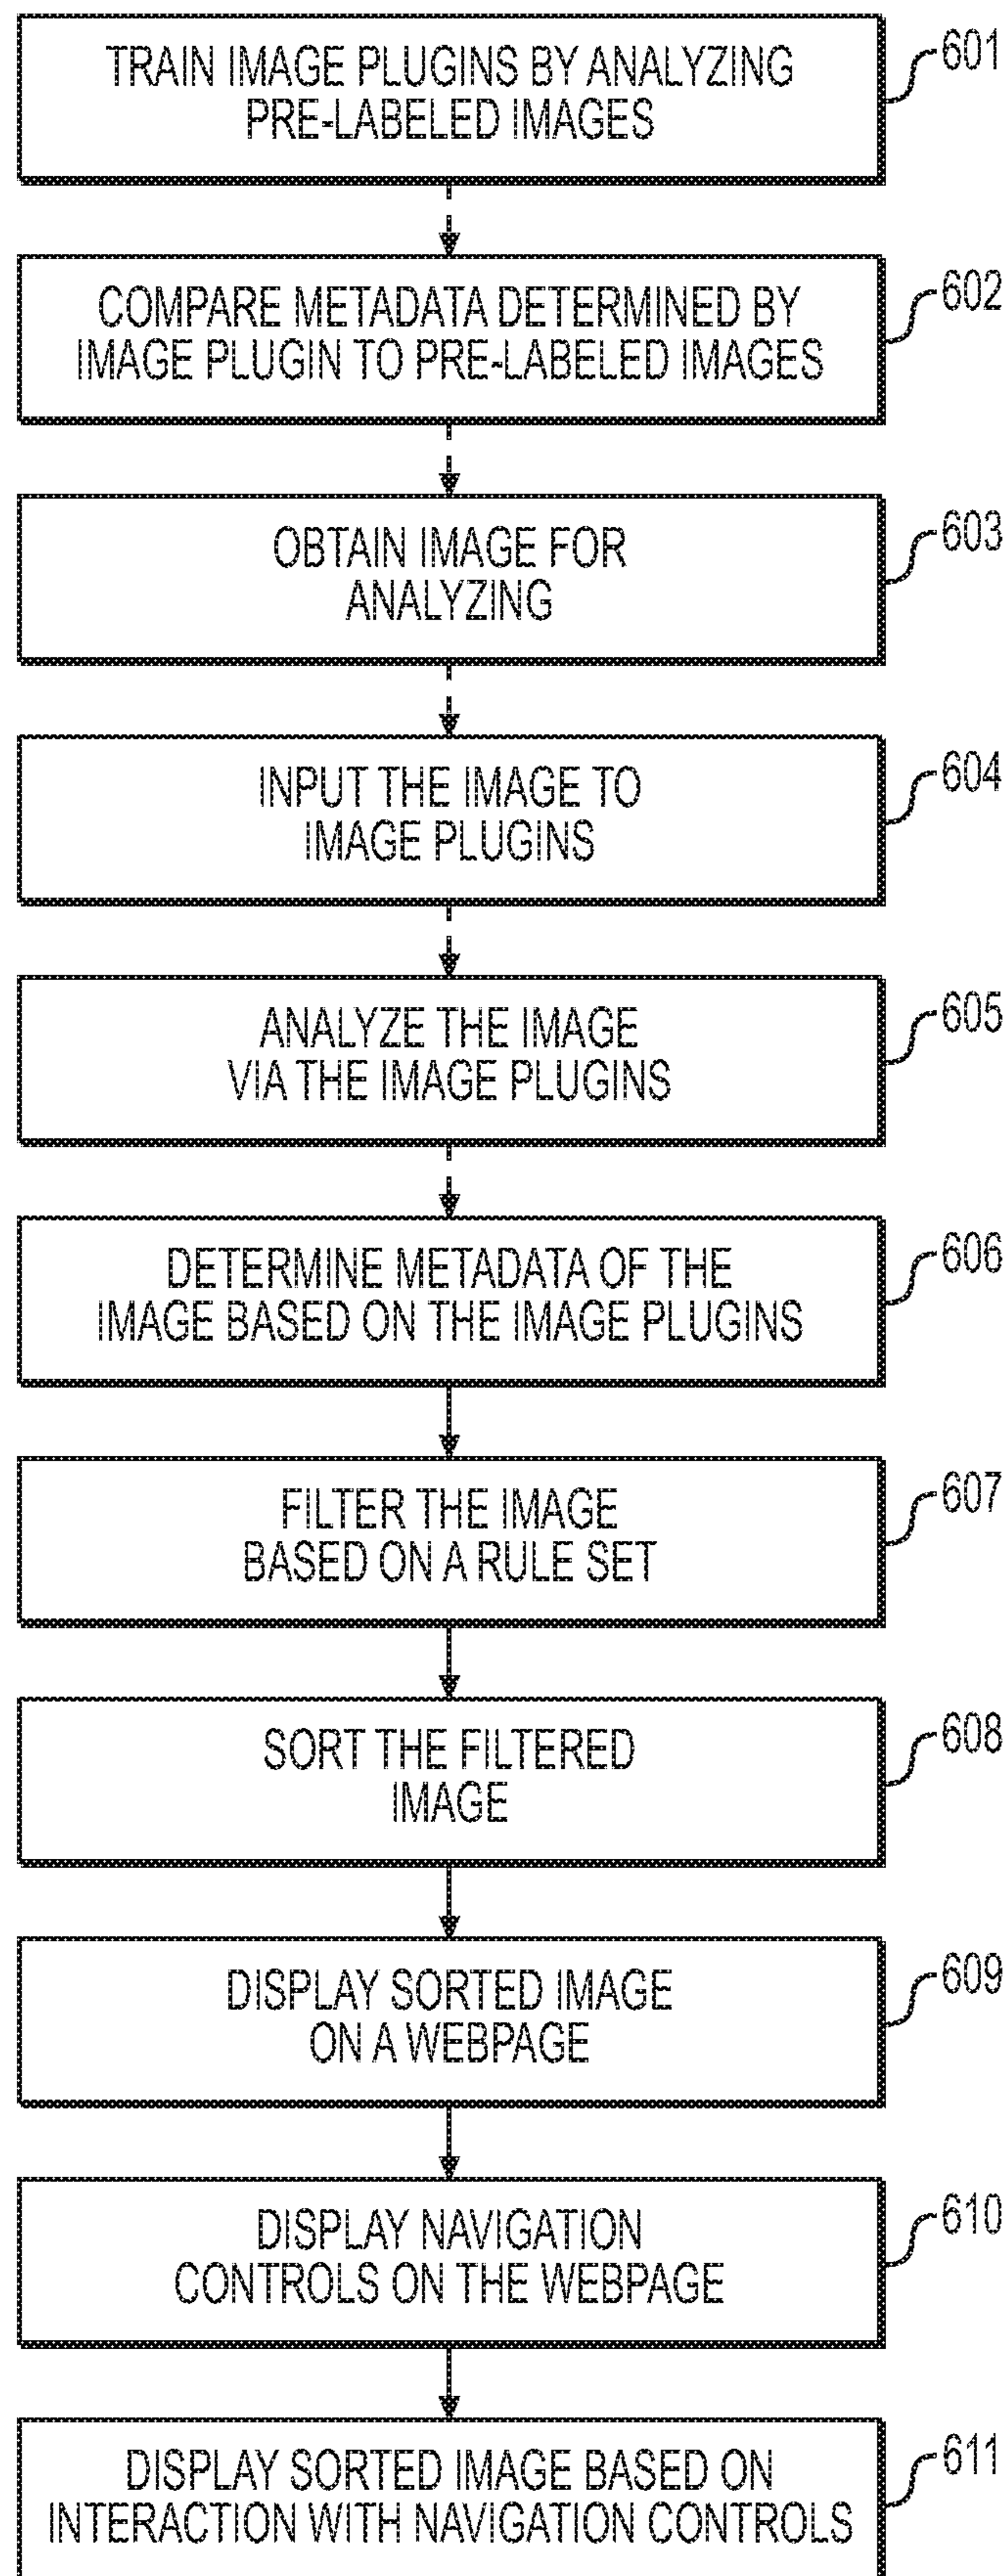 TRAIN IMAGE PLUGINS BY ANALYZING
PRE-LABELED IMAGES
601
COMPARE METADATA DETERMINED BY
IMAGE PLUGIN TO PRE-LABELED IMAGES
602
OBTAIN IMAGE FOR
ANALYZING
603
INPUT THE IMAGE TO
IMAGE PLUGINS
604
ANALYZE THE IMAGE
VIA THE IMAGE PLUGINS
605
DETERMINE METADATA OF THE
IMAGE BASED ON THE IMAGE PLUGINS
606
FILTER THE IMAGE
BASED ON A RULE SET
607
SORT THE FILTERED
IMAGE
608
DISPLAY SORTED IMAGE
ON A WEBPAGE
609
DISPLAY NAVIGATION
CONTROLS ON THE WEBPAGE
610
DISPLAY SORTED IMAGE BASED ON
INTERACTION WITH NAVIGATION CONTROLS
611